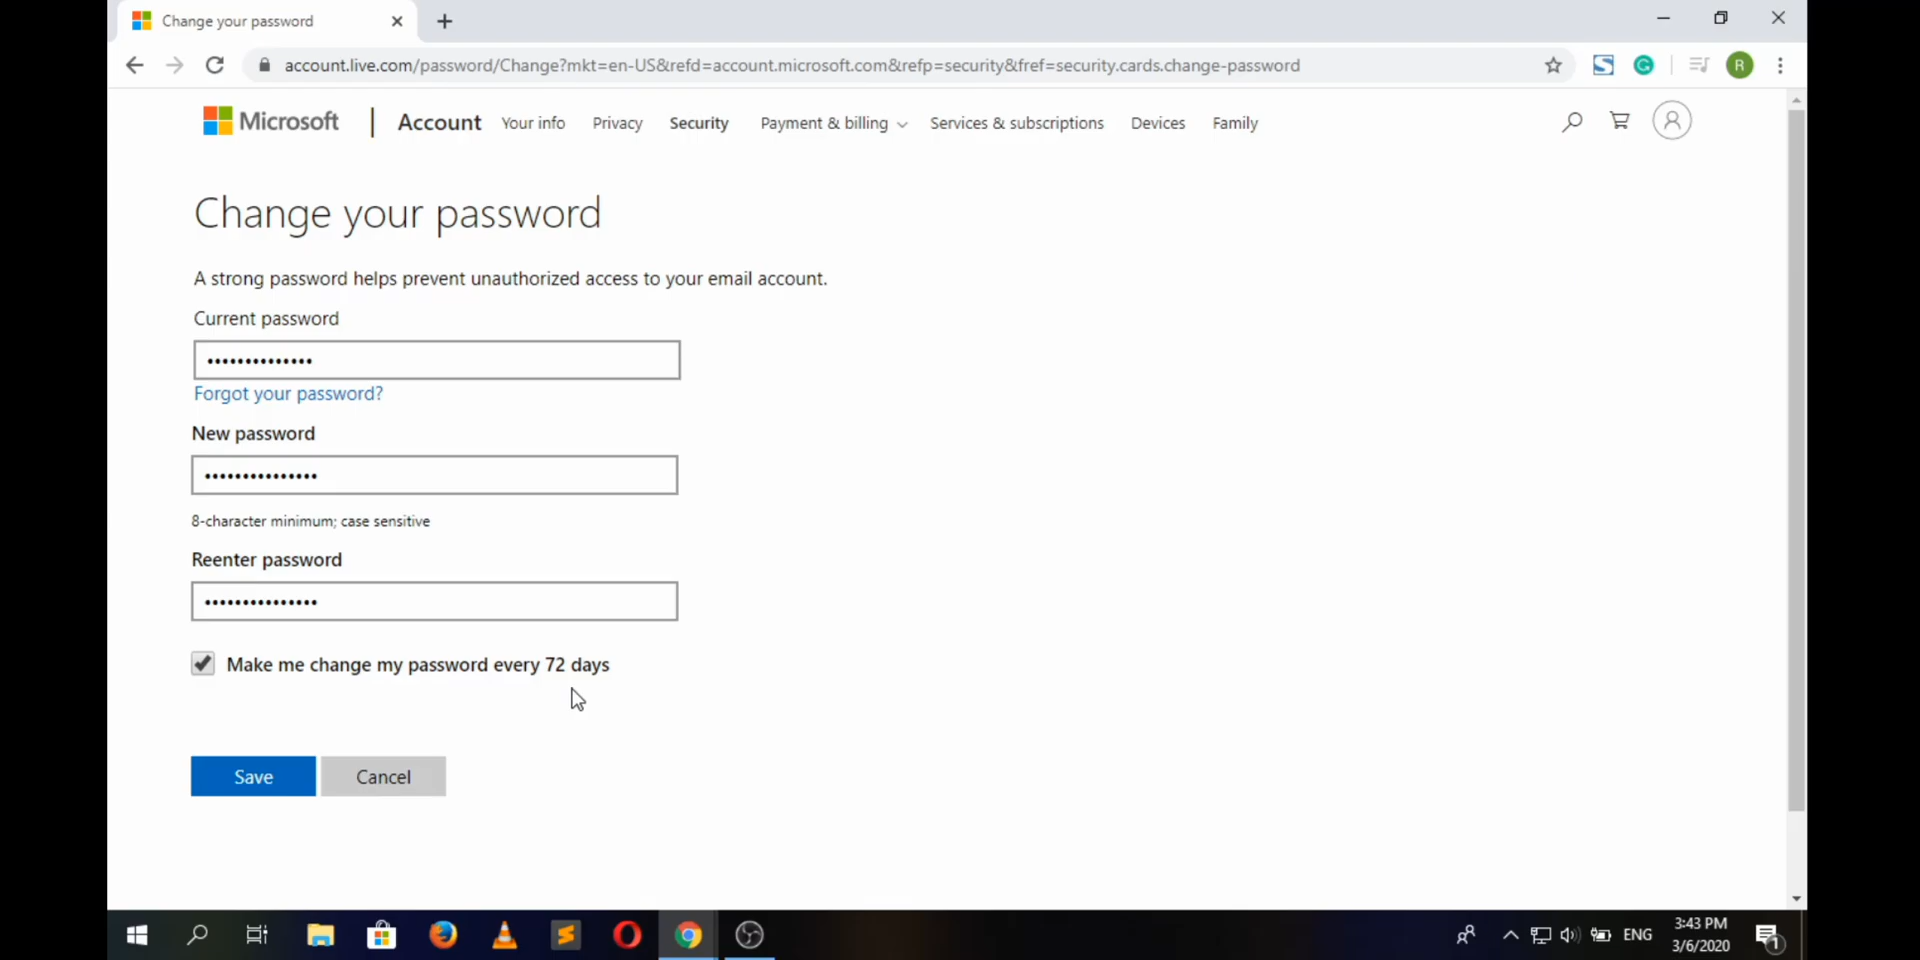 Change your password
account.live.com/password/Change?mkt=en-US&refd=account.microsoft.com&refp=security&fref=security.cards.change-password
R
Microsoft | Account Your info Privacy Security Payment & billing Services & subscriptions Devices Family
Change your password
A strong password helps prevent unauthorized access to your email account.
Current password
••••••••••••••
Forgot your password?
New password
•••••••••••••••
8-character minimum; case sensitive
Reenter password
•••••••••••••••
Make me change my password every 72 days
Save Cancel
ENG
3:43 PM
3/6/2020
1